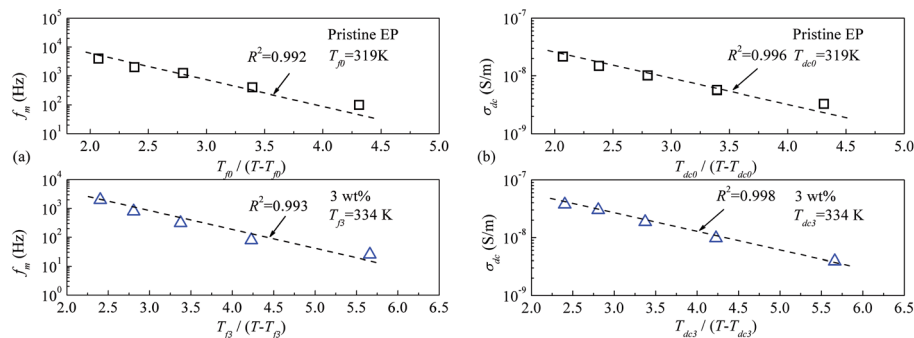 (a)
f_m (Hz)
10^5
10^4
10^3
10^2
10^1
R^2=0.992
Pristine EP
T_f0=319K
2.0 2.5 3.0 3.5 4.0 4.5 5.0
T_f0 / (T-T_f0)
(b)
σ_dc (S/m)
10^-7
10^-8
10^-9
R^2=0.996
Pristine EP
T_dc0=319K
2.0 2.5 3.0 3.5 4.0 4.5 5.0
T_dc0 / (T-T_dc0)
f_m (Hz)
10^4
10^3
10^2
10^1
10^0
R^2=0.993
3 wt%
T_f3=334 K
2.0 2.5 3.0 3.5 4.0 4.5 5.0 5.5 6.0 6.5
T_f3 / (T-T_f3)
σ_dc (S/m)
10^-7
10^-8
10^-9
R^2=0.998
3 wt%
T_dc3=334 K
2.0 2.5 3.0 3.5 4.0 4.5 5.0 5.5 6.0 6.5
T_dc3 / (T-T_dc3)